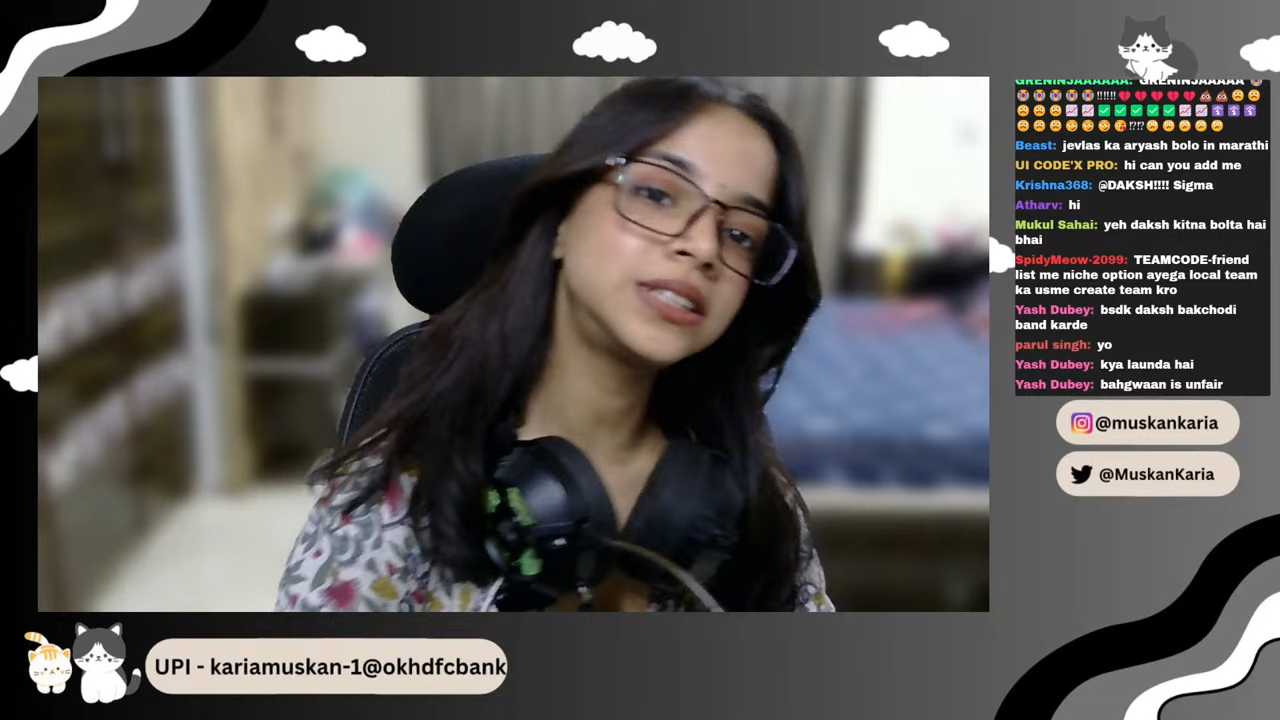 GRENINJAAAAAA: GRENINJAAAAA 😭
😭😭😭😭😭‼️‼️‼️💔💔💔💔💔💩💩😩😩
Beast: jevlas ka aryash bolo in marathi
UI CODE'X PRO: hi can you add me
Krishna368: @DAKSH!!!! Sigma
Atharv: hi
Mukul Sahai: yeh daksh kitna bolta hai
bhai
SpidyMeow-2099: TEAMCODE-friend
list me niche option ayega local team
ka usme create team kro
Yash Dubey: bsdk daksh bakchodi
band karde
parul singh: yo
Yash Dubey: kya launda hai
Yash Dubey: bahgwaan is unfair
@muskankaria
@MuskanKaria
UPI - kariamuskan-1@okhdfcbank